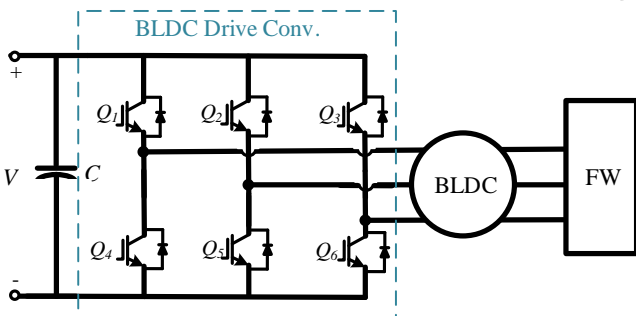 BLDC Drive Conv.
+
Q1 Q2 Q3
V C
BLDC FW
Q4 Q5 Q6
-